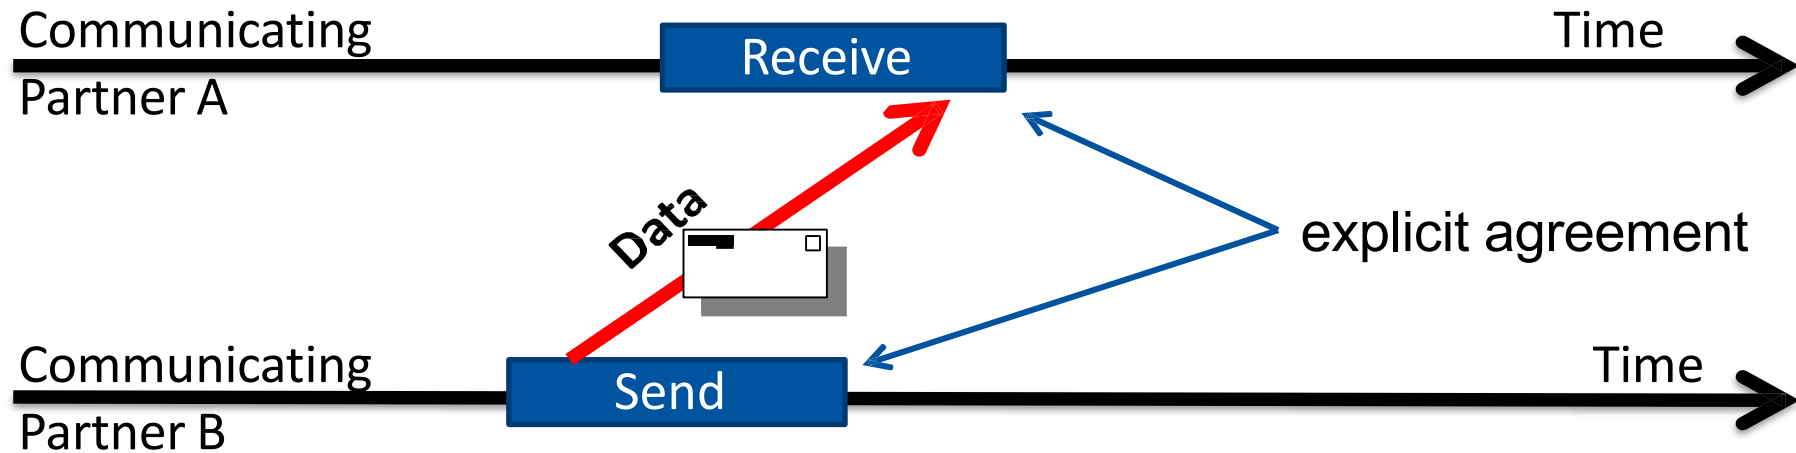 Communicating
Partner A
Receive
Time
Data
explicit agreement
Communicating
Partner B
Send
Time